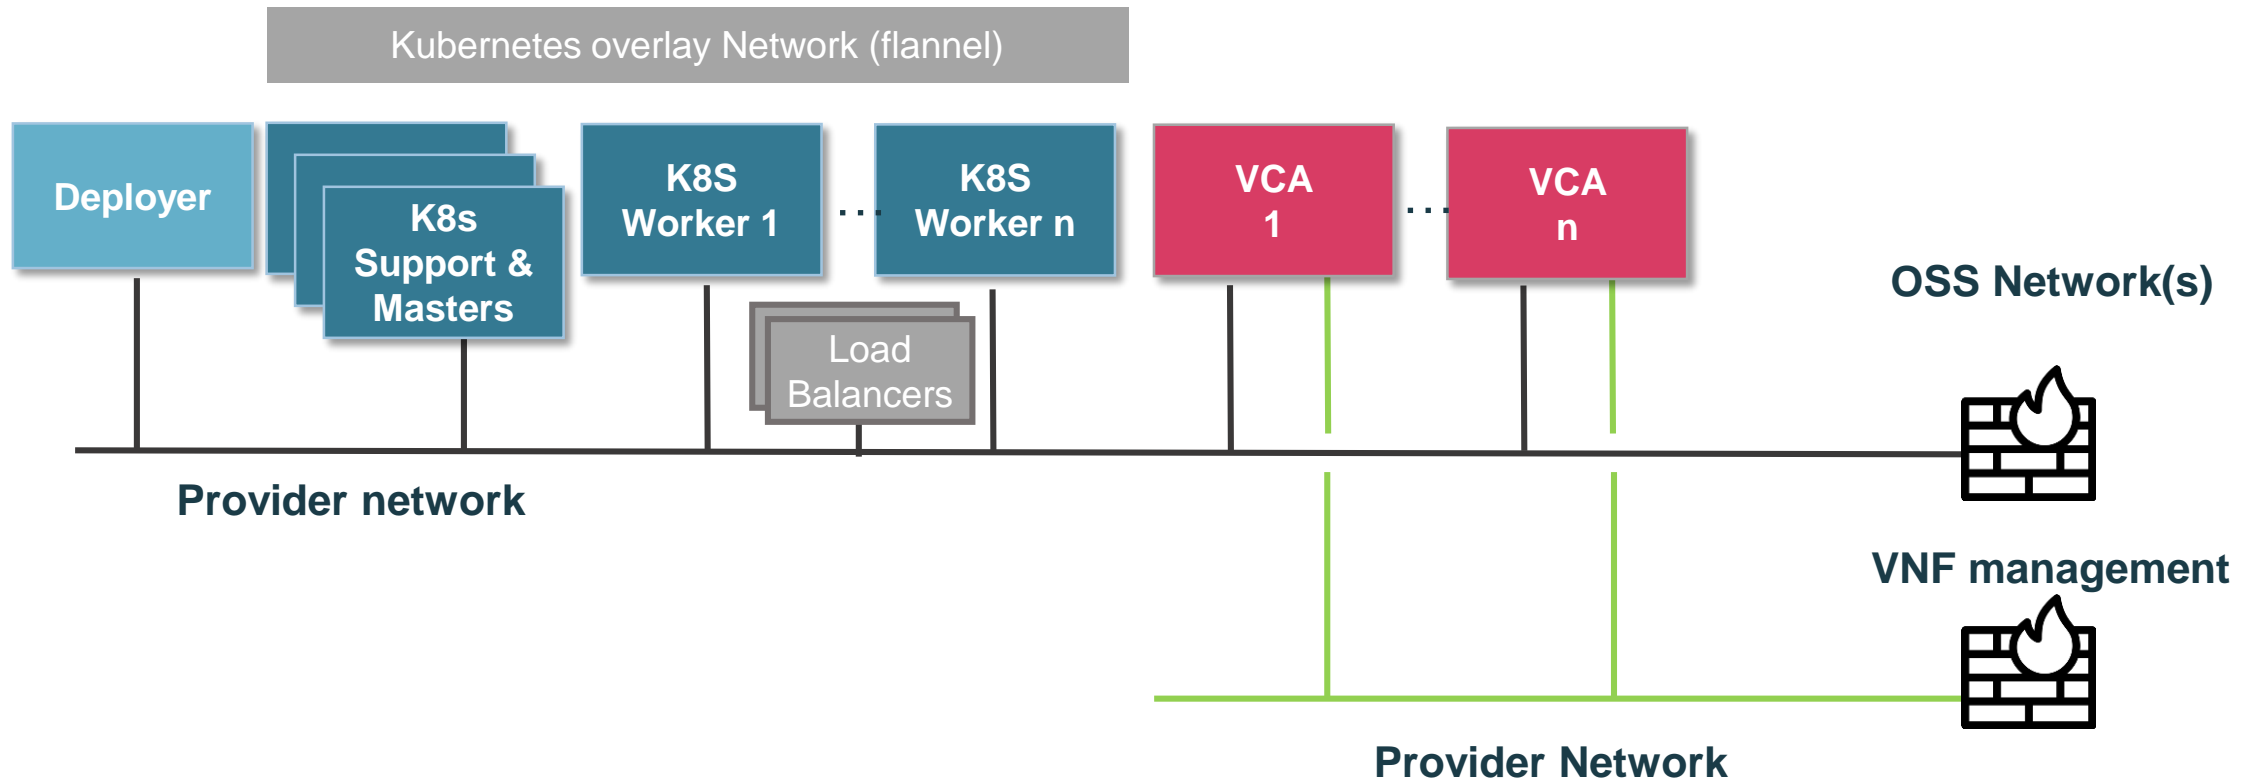 Kubernetes overlay Network (flannel)
Deployer
K8s
Support &
Masters
K8S
Worker 1
...
K8S
Worker n
VCA
1
...
VCA
n
Load
Balancers
OSS Network(s)
Provider network
VNF management
Provider Network